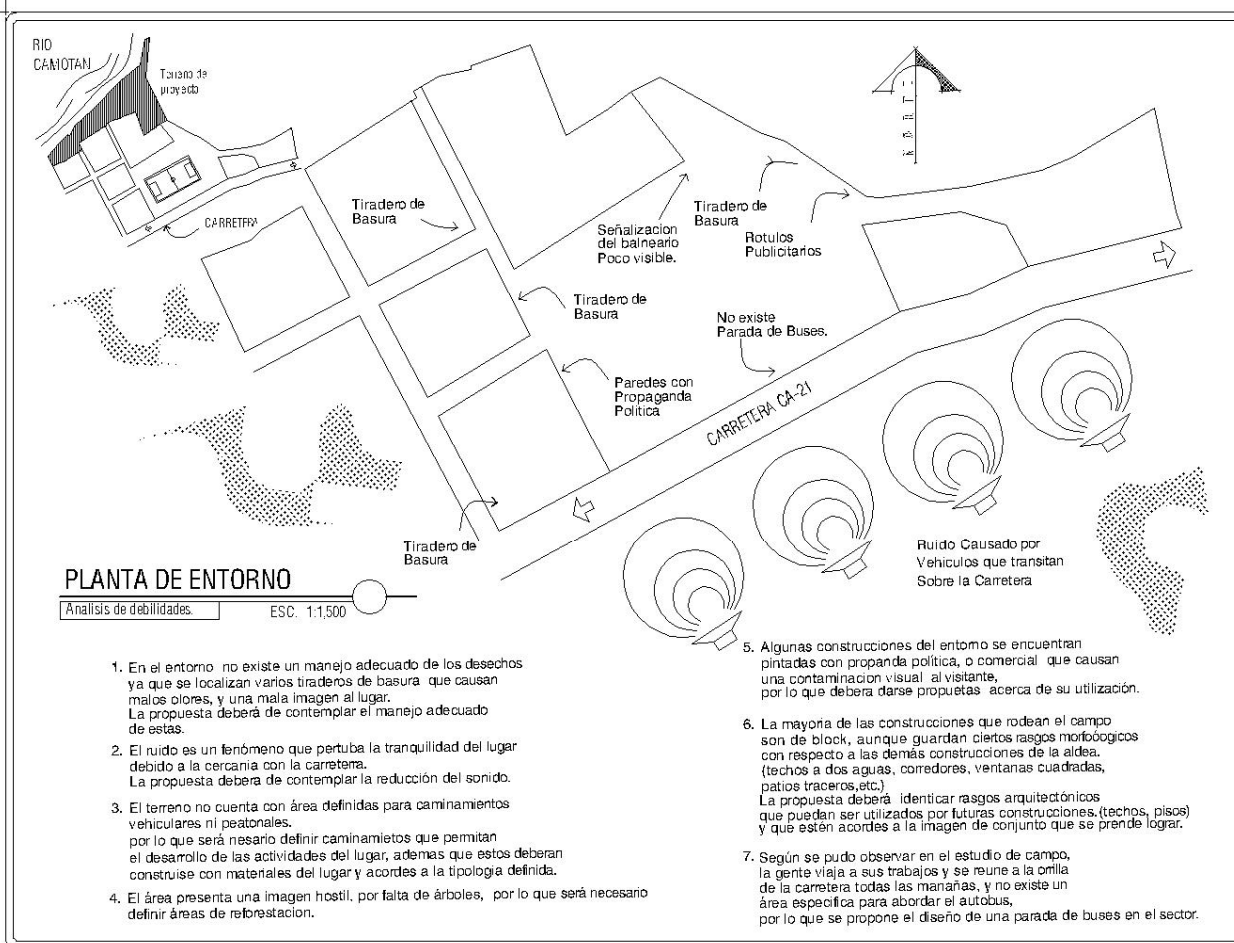 RIO
CAMOTAN
Terreno de
proyecto
CARRETERA
NORTE
Tiradero de
Basura
Señalizacion
del balneario
Poco visible.
Tiradero de
Basura
Rotulos
Publicitarios
Tiradero de
Basura
No existe
Parada de Buses.
Paredes con
Propaganda
Politica
CARRETERA CA-21
Tiradero de
Basura
Ruido Causado por
Vehiculos que transitan
Sobre la Carretera
PLANTA DE ENTORNO
Analisis de debilidades.
ESC. 1:1,500
1. En el entorno no existe un manejo adecuado de los desechos
ya que se localizan varios tiraderos de basura que causan
malos olores, y una mala imagen al lugar.
La propuesta deberá de contemplar el manejo adecuado
de estas.
2. El ruido es un fenómeno que pertuba la tranquilidad del lugar
debido a la cercania con la carretera.
La propuesta debera de contemplar la reducción del sonido.
3. El terreno no cuenta con área definidas para caminamientos
vehiculares ni peatonales.
por lo que será nesario definir caminamietos que permitan
el desarrollo de las actividades del lugar, ademas que estos deberan
construise con materiales del lugar y acordes a la tipologia definida.
4. El área presenta una imagen hostil, por falta de árboles, por lo que será necesario
definir áreas de reforestacion.
5. Algunas construcciones del entorno se encuentran
pintadas con propanda política, o comercial que causan
una contaminacion visual al visitante,
por lo que debera darse propuetas acerca de su utilización.
6. La mayoria de las construcciones que rodean el campo
son de block, aunque guardan ciertos rasgos morfóogicos
con respecto a las demás construcciones de la aldea.
(techos a dos aguas, corredores, ventanas cuadradas,
patios traceros,etc.)
La propuesta deberá identicar rasgos arquitectónicos
que puedan ser utilizados por futuras construcciones.(techos, pisos)
y que estén acordes a la imagen de conjunto que se prende lograr.
7. Según se pudo observar en el estudio de campo,
la gente viaja a sus trabajos y se reune a la orilla
de la carretera todas las manañas, y no existe un
área especifica para abordar el autobus,
por lo que se propone el diseño de una parada de buses en el sector.